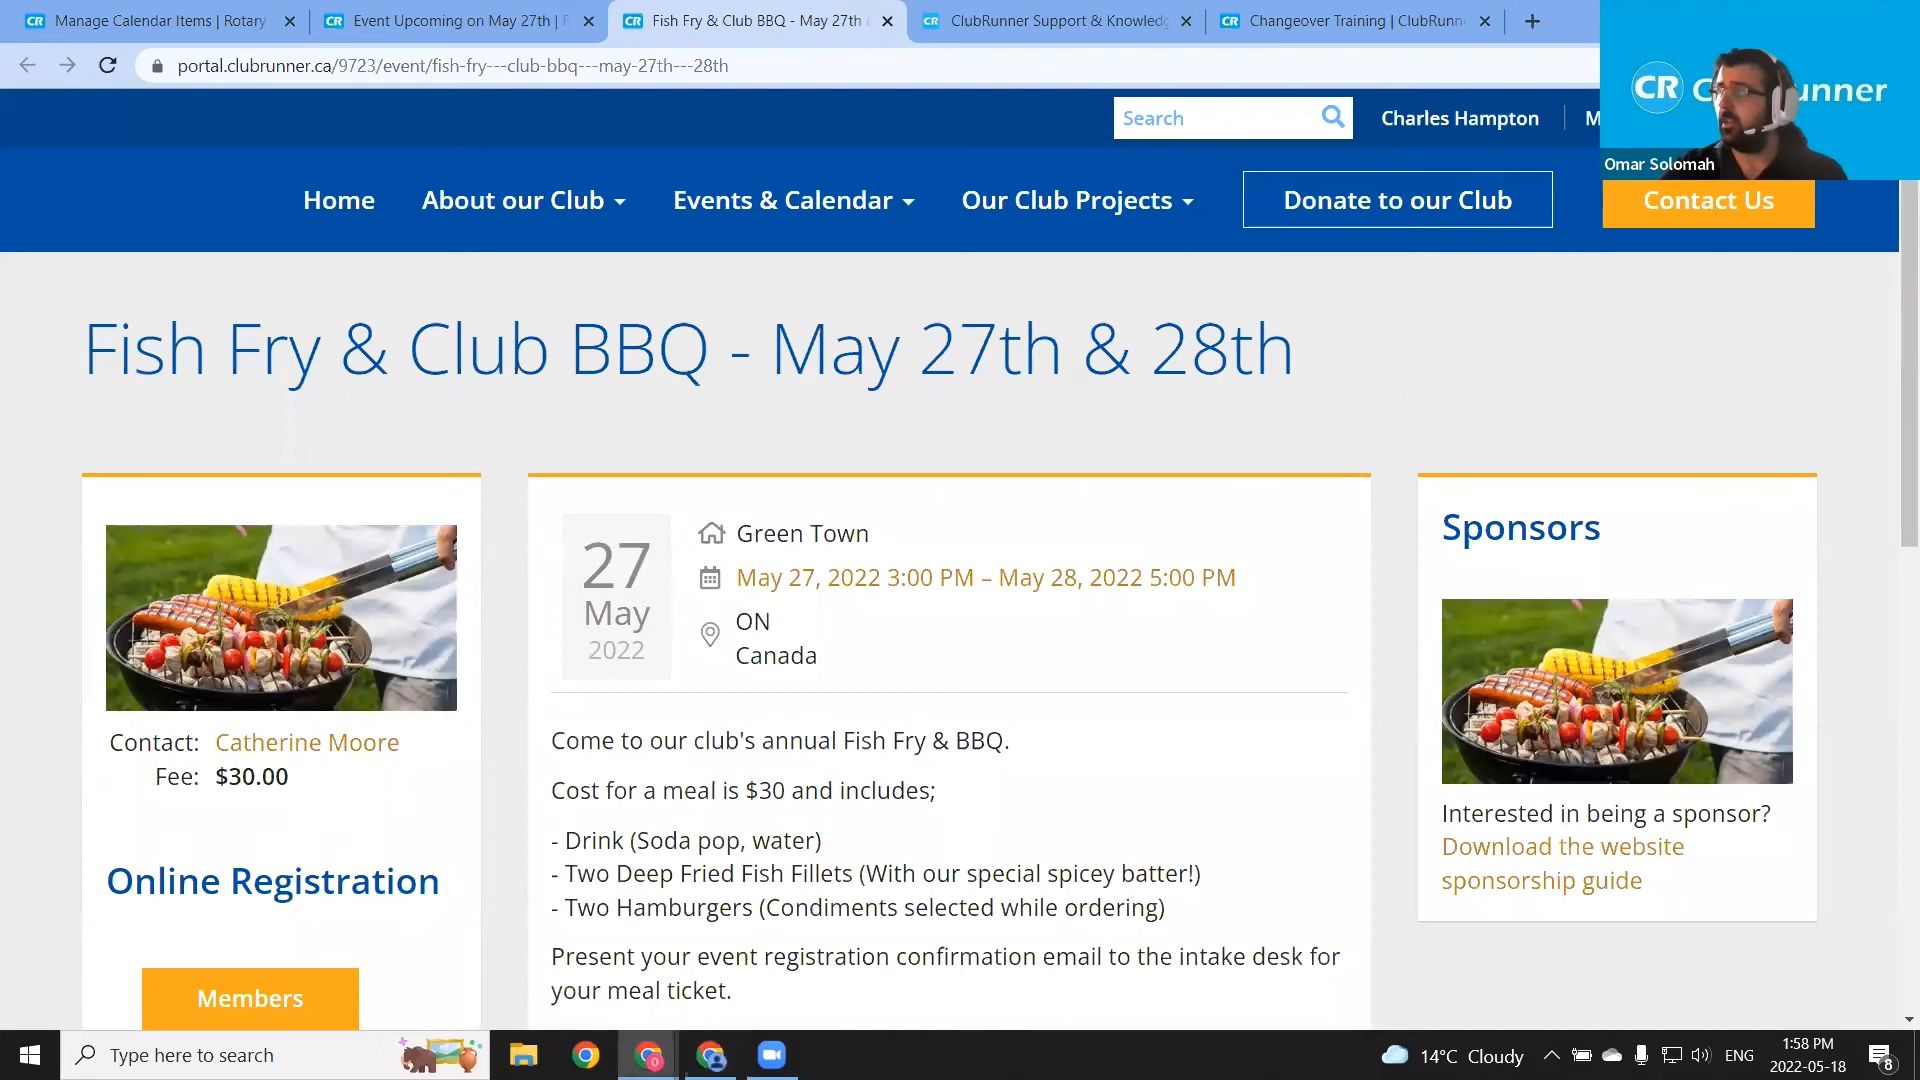 Manage Calendar Items | Rotary
Event Upcoming on May 27th |
Fish Fry & Club BBQ - May 27th
ClubRunner Support & Knowledg
Changeover Training | ClubRunn
portal.clubrunner.ca/9723/event/fish-fry---club-bbq---may-27th---28th
Search
Charles Hampton
M
CR
unner
Omar Solomah
Home
About our Club
Events & Calendar
Our Club Projects
Donate to our Club
Contact Us
Fish Fry & Club BBQ - May 27th & 28th
27
May
2022
Green Town
May 27, 2022 3:00 PM – May 28, 2022 5:00 PM
ON
Canada
Contact: Catherine Moore
Fee: $30.00
Online Registration
Members
Come to our club's annual Fish Fry & BBQ.
Cost for a meal is $30 and includes;
- Drink (Soda pop, water)
- Two Deep Fried Fish Fillets (With our special spicey batter!)
- Two Hamburgers (Condiments selected while ordering)
Present your event registration confirmation email to the intake desk for
your meal ticket.
Sponsors
Interested in being a sponsor?
Download the website
sponsorship guide
Type here to search
14°C Cloudy
ENG
1:58 PM
2022-05-18
8